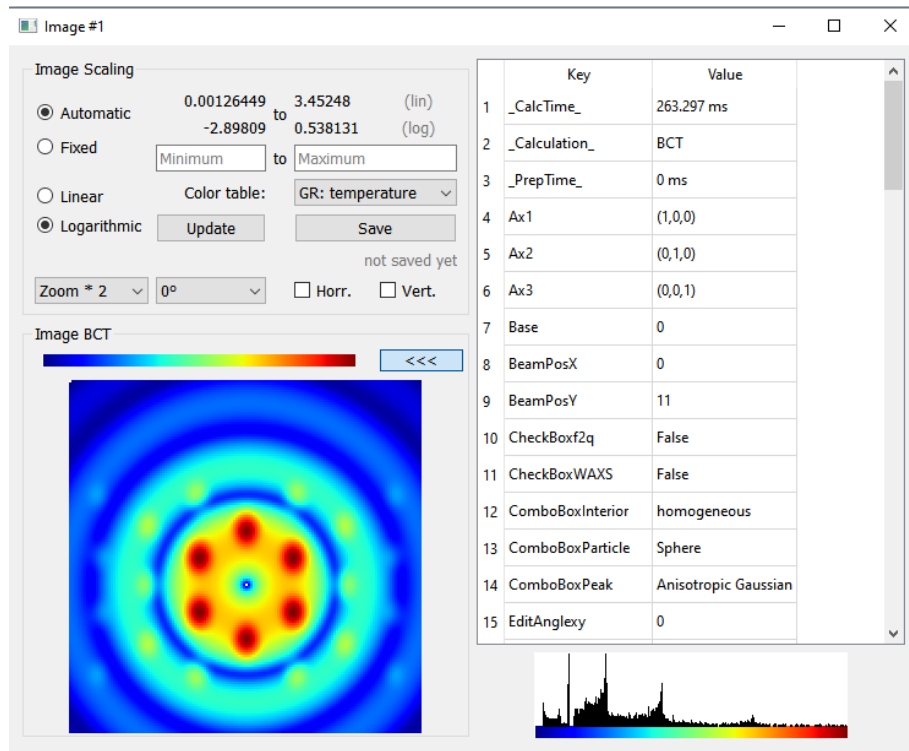 Image #1
Image Scaling
Automatic 0.00126449 to 3.45248 (lin)
-2.89809 0.538131 (log)
Fixed
Minimum to Maximum
Linear Color table: GR: temperature
Logarithmic Update Save
not saved yet
Zoom * 2 0° Horr. Vert.
Image BCT
<<<
Key Value
1 _CalcTime_ 263.297 ms
2 _Calculation_ BCT
3 _PrepTime_ 0 ms
4 Ax1 (1,0,0)
5 Ax2 (0,1,0)
6 Ax3 (0,0,1)
7 Base 0
8 BeamPosX 0
9 BeamPosY 11
10 CheckBoxf2q False
11 CheckBoxWAXS False
12 ComboBoxInterior homogeneous
13 ComboBoxParticle Sphere
14 ComboBoxPeak Anisotropic Gaussian
15 EditAnglexy 0